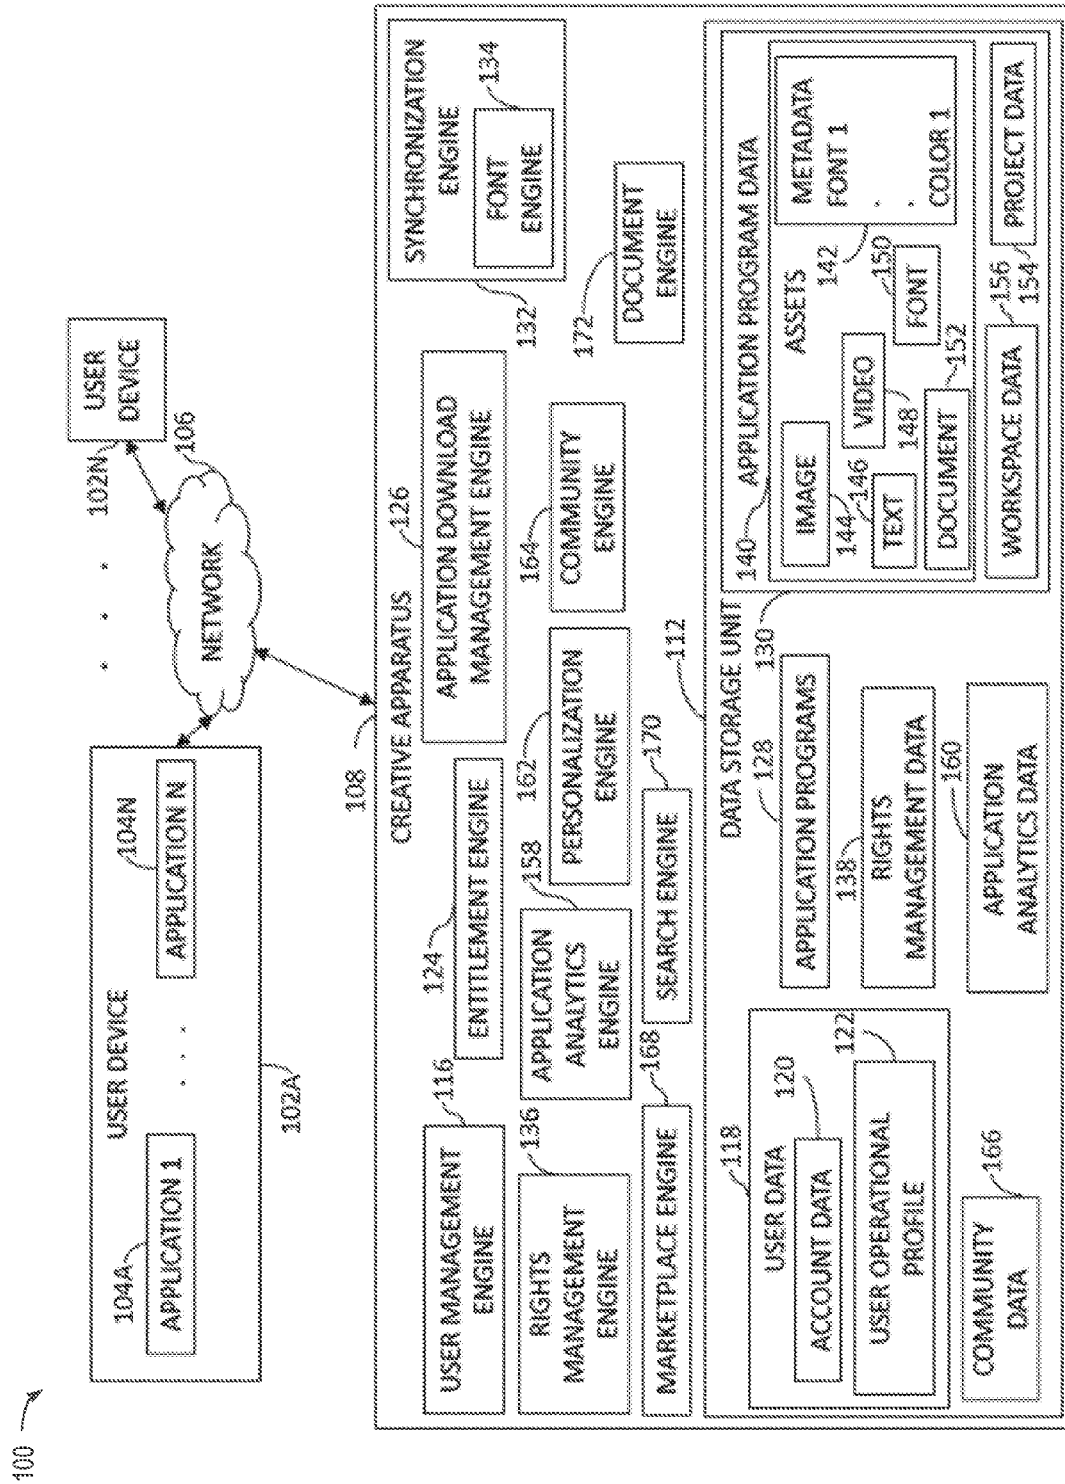 100
USER DEVICE
104A
APPLICATION 1
. . .
104N
APPLICATION N
102A
. . .
NETWORK
106
USER
DEVICE
102N
108
CREATIVE APPARATUS
116
USER MANAGEMENT
ENGINE
124
ENTITLEMENT ENGINE
126
APPLICATION DOWNLOAD
MANAGEMENT ENGINE
SYNCHRONIZATION
ENGINE
134
FONT
ENGINE
132
136
RIGHTS
MANAGEMENT
ENGINE
158
APPLICATION
ANALYTICS
ENGINE
162
PERSONALIZATION
ENGINE
164
COMMUNITY
ENGINE
172
DOCUMENT
ENGINE
168
MARKETPLACE ENGINE
170
SEARCH ENGINE
112
DATA STORAGE UNIT
118
USER DATA
120
ACCOUNT DATA
122
USER OPERATIONAL
PROFILE
166
COMMUNITY
DATA
128
APPLICATION PROGRAMS
138
RIGHTS
MANAGEMENT DATA
160
APPLICATION
ANALYTICS DATA
130
140
APPLICATION PROGRAM DATA
ASSETS
IMAGE
144
146
TEXT
VIDEO
148
150
FONT
152
DOCUMENT
142
METADATA
FONT 1
.
.
COLOR 1
156
WORKSPACE DATA
154
PROJECT DATA